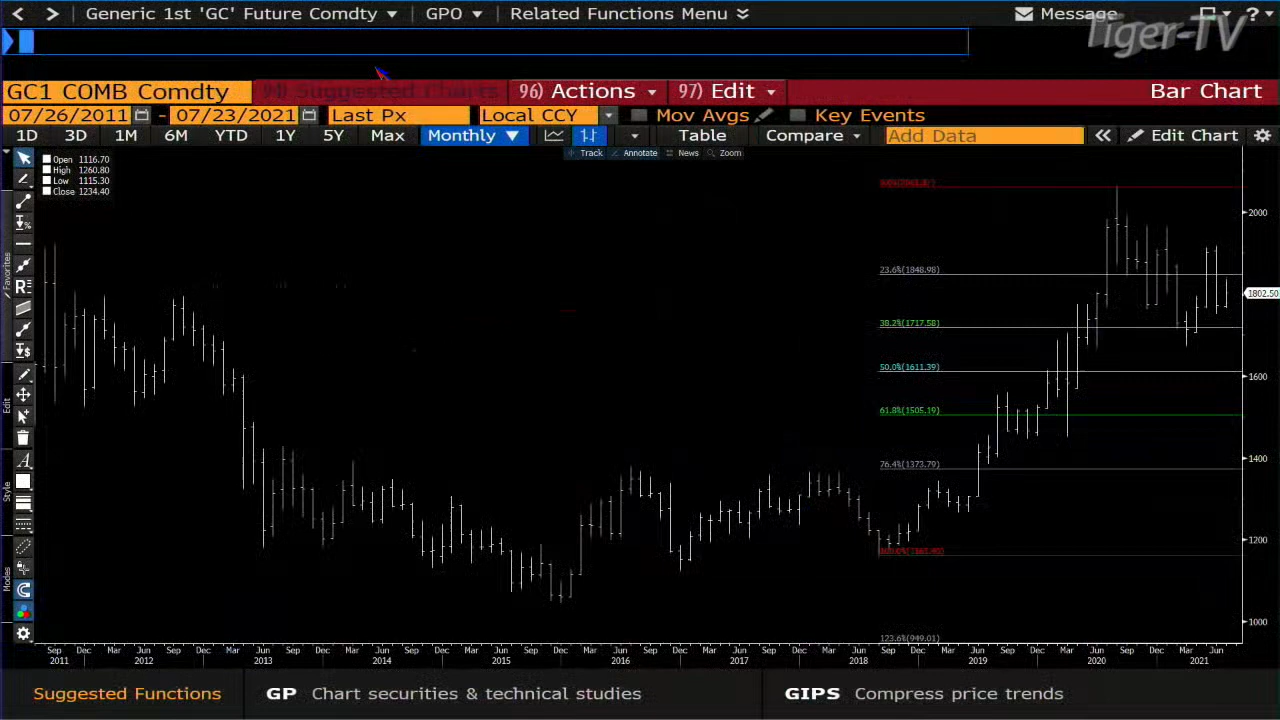 Generic 1st 'GC' Future Comdty GPO Related Functions Menu Message ?
Tiger-TV
GC1 COMB Comdty 94) Suggested Charts 96) Actions 97) Edit Bar Chart
07/26/2011 - 07/23/2021 Last Px Local CCY Mov Avgs Key Events
1D 3D 1M 6M YTD 1Y 5Y Max Monthly Table Compare Add Data Edit Chart
Track Annotate News Zoom
Open 1116.70
High 1260.80
Low 1115.30
Close 1234.40
Favorites
Edit
Style
Modes
23.6%(1848.98)
38.2%(1717.58)
50.0%(1611.39)
61.8%(1505.19)
76.4%(1373.79)
123.6%(949.01)
2000
1802.50
1600
1400
1200
1000
Sep Dec Mar Jun Sep Dec Mar Jun Sep Dec Mar Jun Sep Dec Mar Jun Sep Dec Mar Jun Sep Dec Mar Jun Sep Dec Mar Jun Sep Dec Mar Jun Sep Dec Mar Jun Sep Dec Mar Jun
2011 2012 2013 2014 2015 2016 2017 2018 2019 2020 2021
Suggested Functions GP Chart securities & technical studies GIPS Compress price trends